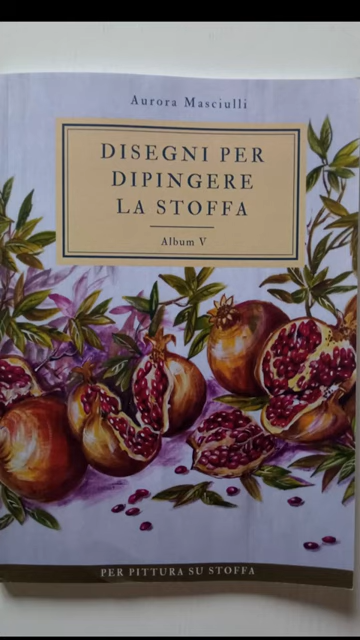 Aurora Masciulli
DISEGNI PER
DIPINGERE
LA STOFFA
Album V
PER PITTURA SU STOFFA